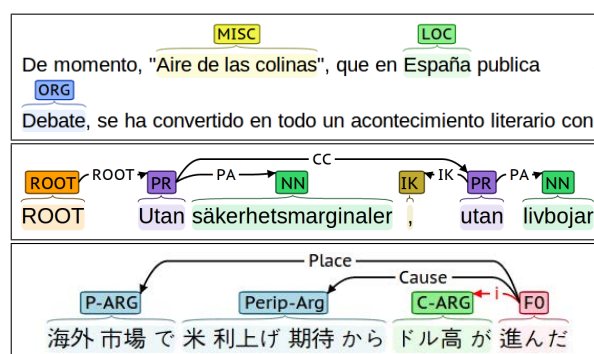 MISC LOC
De momento, "Aire de las colinas", que en España publica
ORG
Debate, se ha convertido en todo un acontecimiento literario con
CC
ROOT ROOT PR PA NN IK IK PR PA NN
ROOT Utan säkerhetsmarginaler , utan livbojar
Place
Cause
P-ARG Perip-Arg C-ARG i F0
海外 市場 で 米 利上げ 期待 から ドル高 が 進んだ